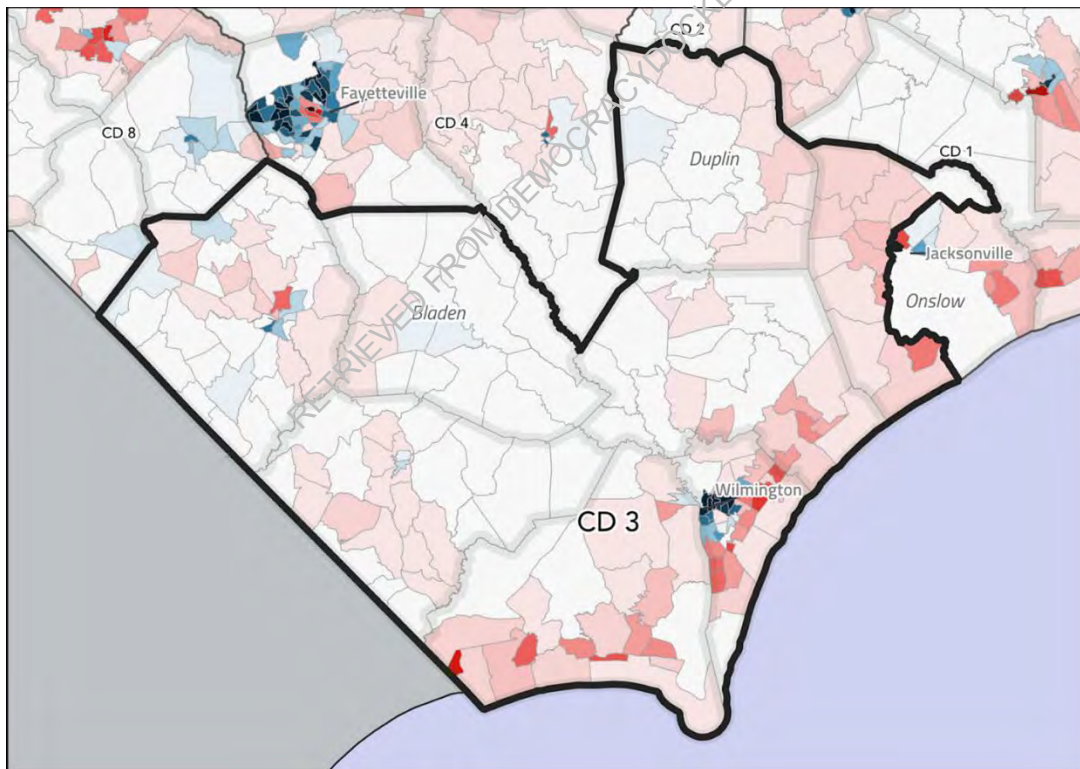 CD 2
Fayetteville
CD 8
CD 4
Duplin
CD 1
Jacksonville
Onslow
Bladen
Wilmington
CD 3
RETRIEVED FROM DEMOCRACYDOCKET